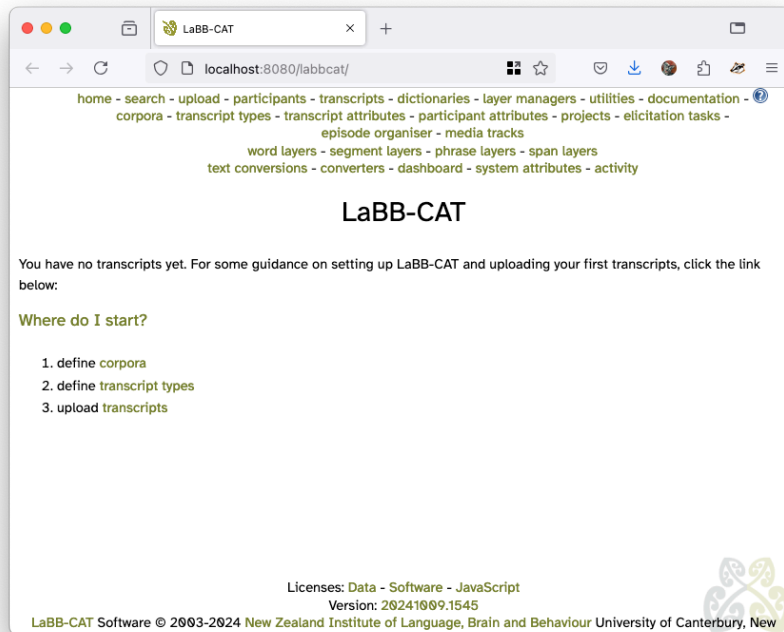 LaBB-CAT
localhost:8080/labbcat/
home - search - upload - participants - transcripts - dictionaries - layer managers - utilities - documentation - ?
corpora - transcript types - transcript attributes - participant attributes - projects - elicitation tasks -
episode organiser - media tracks
word layers - segment layers - phrase layers - span layers
text conversions - converters - dashboard - system attributes - activity
LaBB-CAT
You have no transcripts yet. For some guidance on setting up LaBB-CAT and uploading your first transcripts, click the link
below:
Where do I start?
1. define corpora
2. define transcript types
3. upload transcripts
Licenses: Data - Software - JavaScript
Version: 20241009.1545
LaBB-CAT Software © 2003-2024 New Zealand Institute of Language, Brain and Behaviour University of Canterbury, New